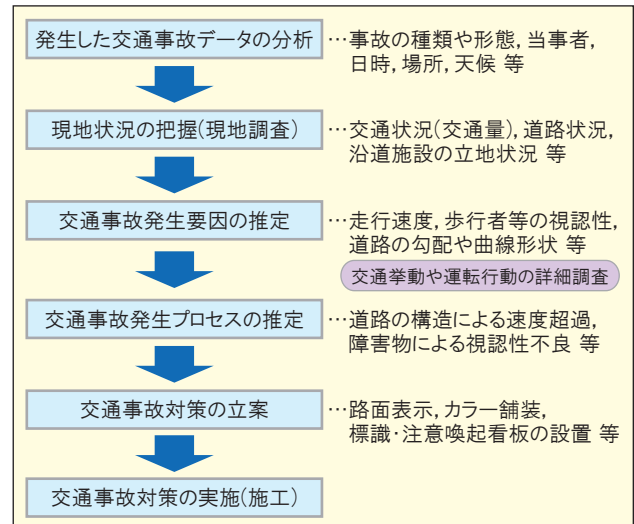 発生した交通事故データの分析 …事故の種類や形態，当事者，
日時，場所，天候 等
現地状況の把握(現地調査) …交通状況(交通量)，道路状況，
沿道施設の立地状況 等
交通事故発生要因の推定 …走行速度，歩行者等の視認性，
道路の勾配や曲線形状 等
交通挙動や運転行動の詳細調査
交通事故発生プロセスの推定 …道路の構造による速度超過，
障害物による視認性不良 等
交通事故対策の立案 …路面表示，カラー舗装，
標識・注意喚起看板の設置 等
交通事故対策の実施(施工)